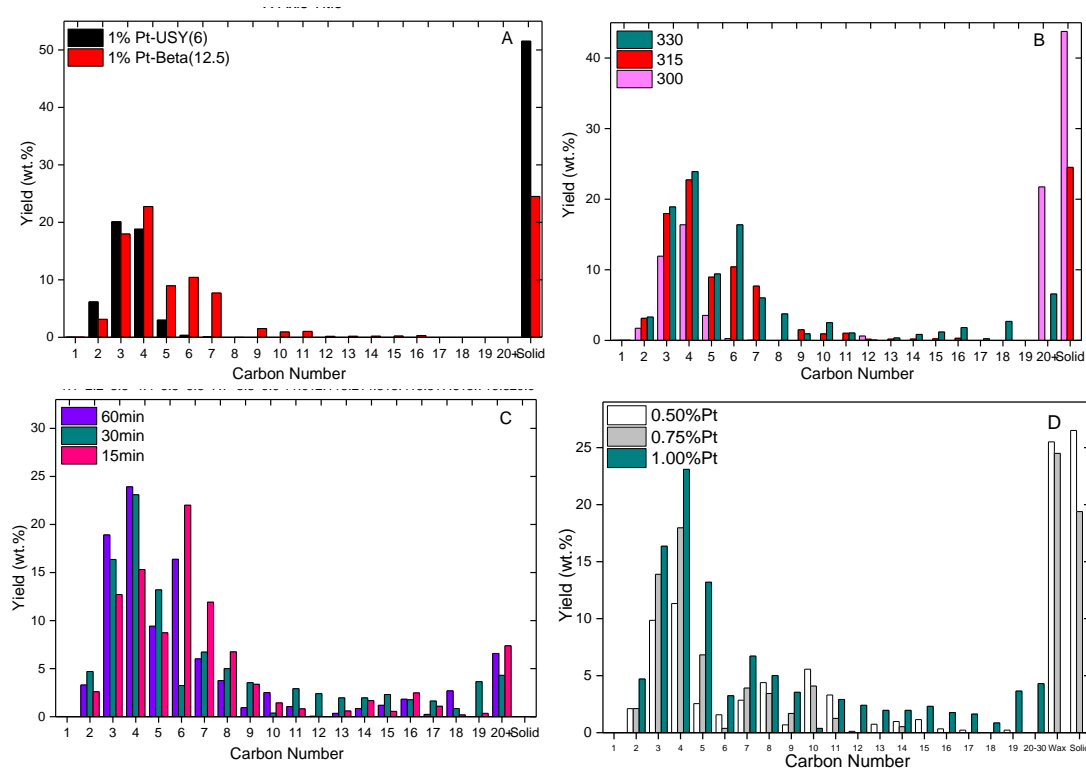 1% Pt-USY(6)
1% Pt-Beta(12.5)
A
50
40
30
20
10
0
Yield (wt.%)
1 2 3 4 5 6 7 8 9 10 11 12 13 14 15 16 17 18 19 20+ Solid
Carbon Number
330
315
300
B
40
30
20
10
0
Yield (wt.%)
1 2 3 4 5 6 7 8 9 10 11 12 13 14 15 16 17 18 19 20+Solid
Carbon Number
60min
30min
15min
C
30
25
20
15
10
5
0
Yield (wt.%)
1 2 3 4 5 6 7 8 9 10 11 12 13 14 15 16 17 18 19 20+ Solid
Carbon Number
0.50%Pt
0.75%Pt
1.00%Pt
D
25
20
15
10
5
0
Yield (wt.%)
1 2 3 4 5 6 7 8 9 10 11 12 13 14 15 16 17 18 19 20-30 Wax Solid
Carbon Number